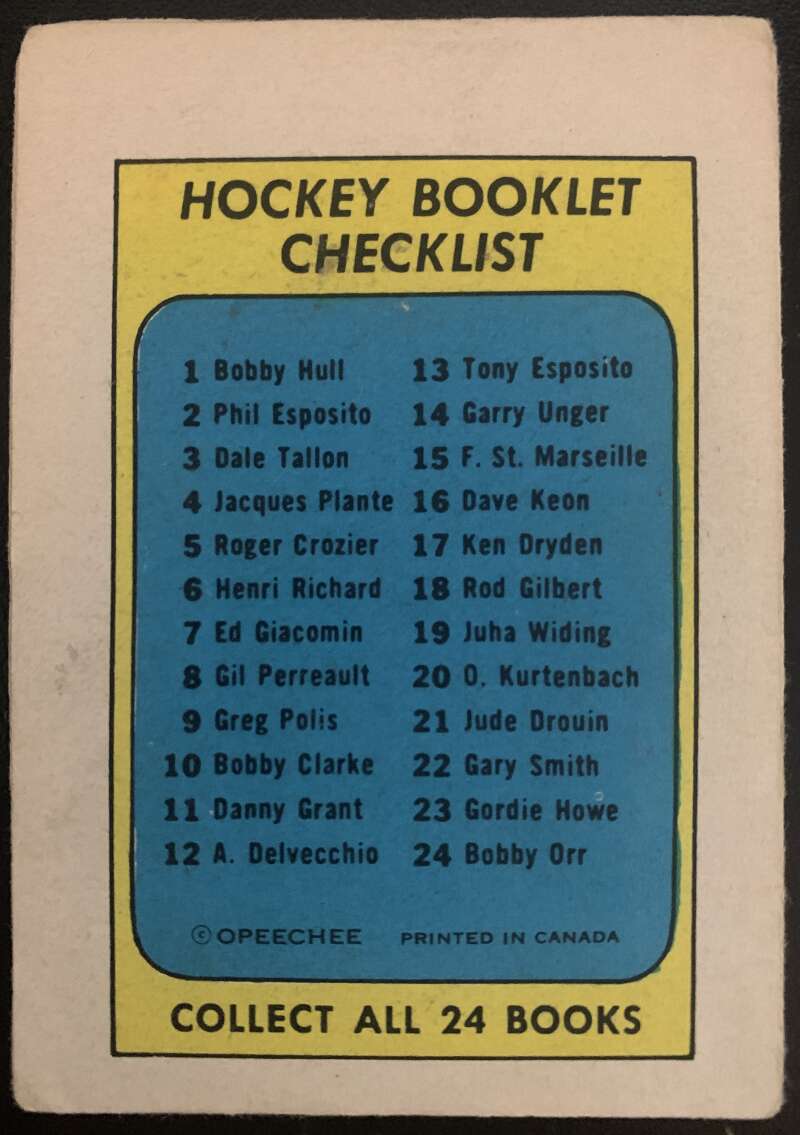 HOCKEY BOOKLET
CHECKLIST
1 Bobby Hull
2 Phil Esposito
3 Dale Tallon
4 Jacques Plante
5 Roger Crozier
6 Henri Richard
7 Ed Giacomin
8 Gil Perreault
9 Greg Polis
10 Bobby Clarke
11 Danny Grant
12 A. Delvecchio
13 Tony Esposito
14 Garry Unger
15 F. St. Marseille
16 Dave Keon
17 Ken Dryden
18 Rod Gilbert
19 Juha Widing
20 O. Kurtenbach
21 Jude Drouin
22 Gary Smith
23 Gordie Howe
24 Bobby Orr
© OPEECHEE PRINTED IN CANADA
COLLECT ALL 24 BOOKS